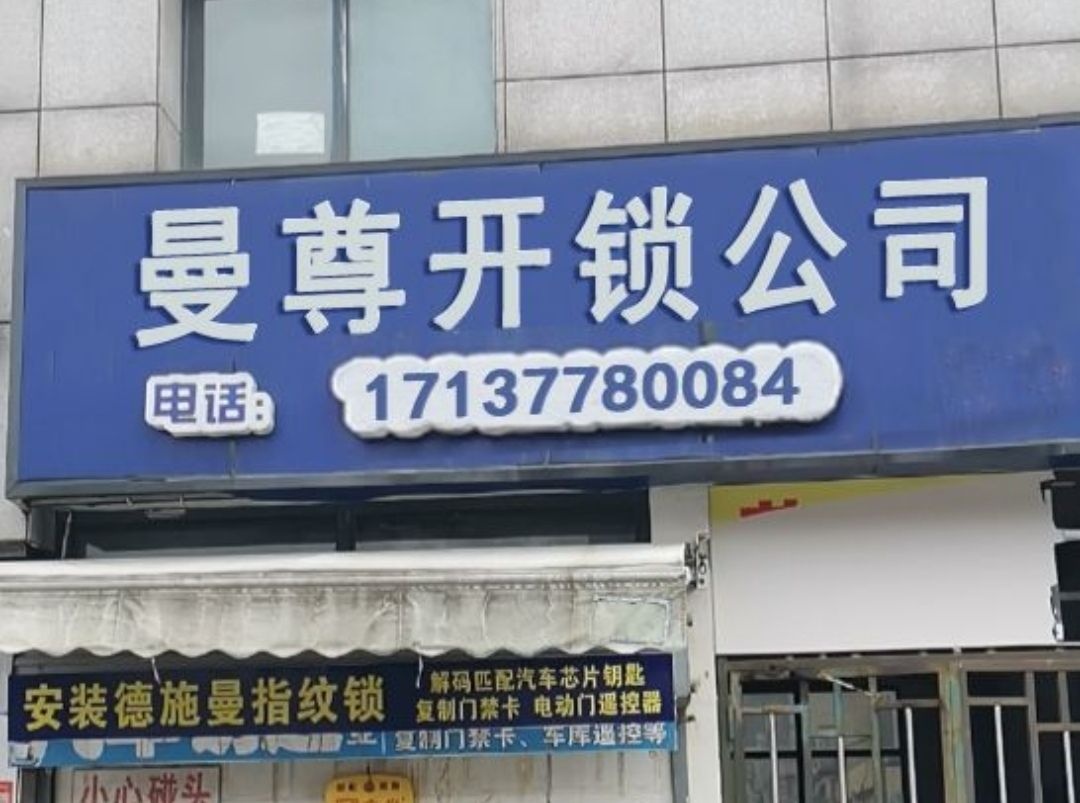 曼尊开锁公司
电话: 17137780084
安装德施曼指纹锁
解码匹配汽车芯片钥匙
复制门禁卡 电动门遥控器
复制门禁卡、车库遥控等
小心碰头